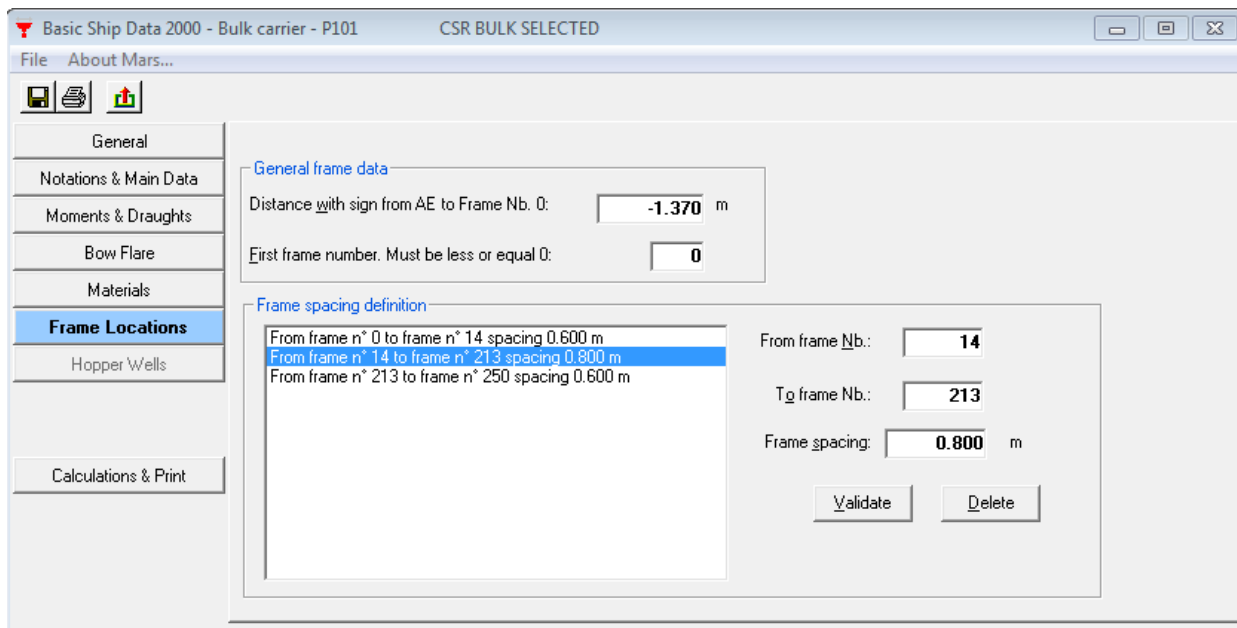 Basic Ship Data 2000 - Bulk carrier - P101 CSR BULK SELECTED
File About Mars...
General
Notations & Main Data
Moments & Draughts
Bow Flare
Materials
Frame Locations
Hopper Wells
Calculations & Print
General frame data
Distance with sign from AE to Frame Nb. 0: -1.370 m
First frame number. Must be less or equal 0: 0
Frame spacing definition
From frame n° 0 to frame n° 14 spacing 0.600 m
From frame n° 14 to frame n° 213 spacing 0.800 m
From frame n° 213 to frame n° 250 spacing 0.600 m
From frame Nb.: 14
To frame Nb.: 213
Frame spacing: 0.800 m
Validate Delete